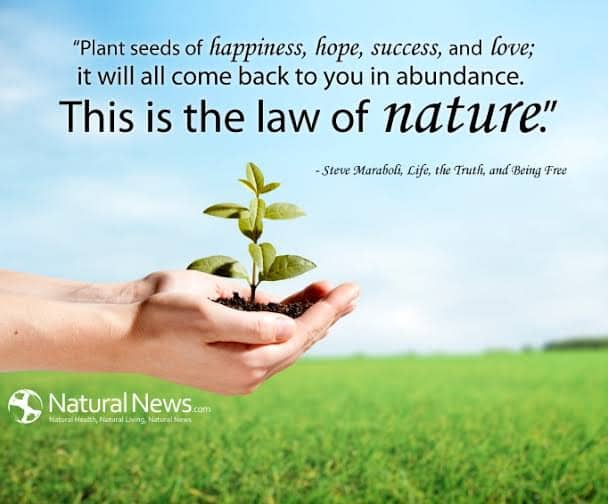 “Plant seeds of happiness, hope, success, and love;
it will all come back to you in abundance.
This is the law of nature.”
- Steve Maraboli, Life, the Truth, and Being Free
NaturalNews.com
Natural Health, Natural Living, Natural News